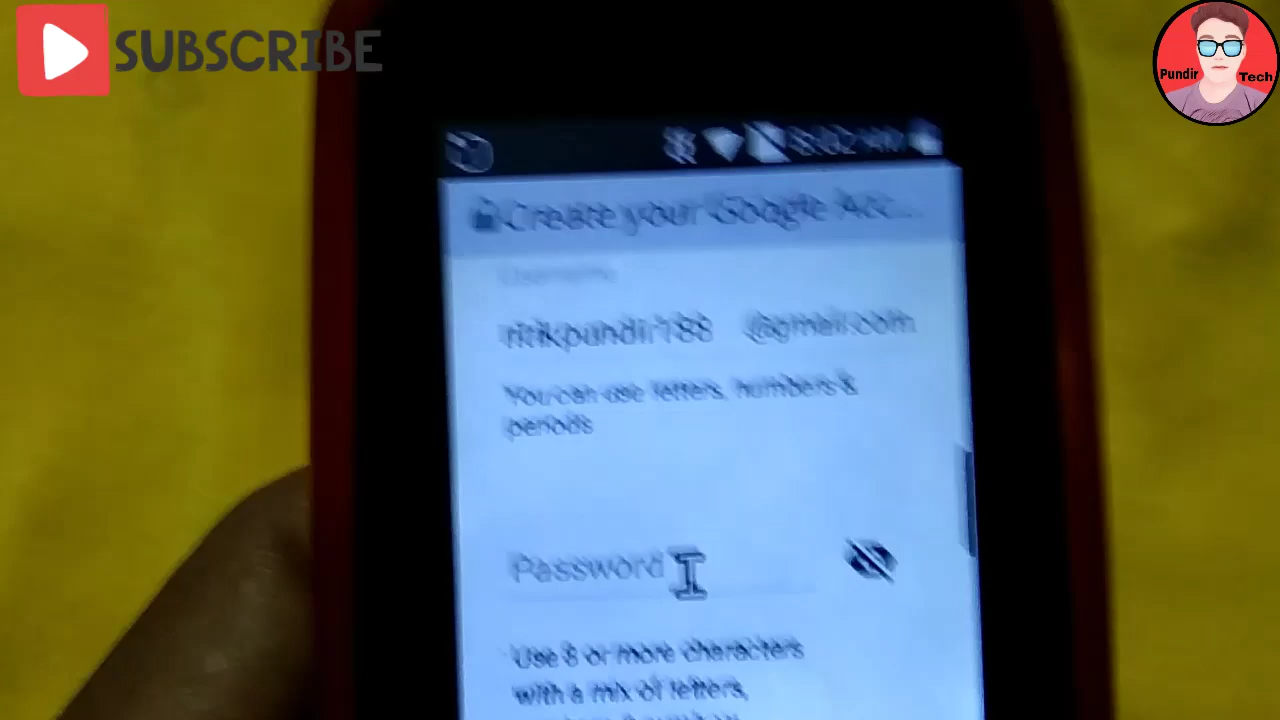 SUBSCRIBE
Pundir Tech
Create your Google Acc...
Username
ritikpundir188 @gmail.com
You can use letters, numbers &
periods
Password
Use 8 or more characters
with a mix of letters,